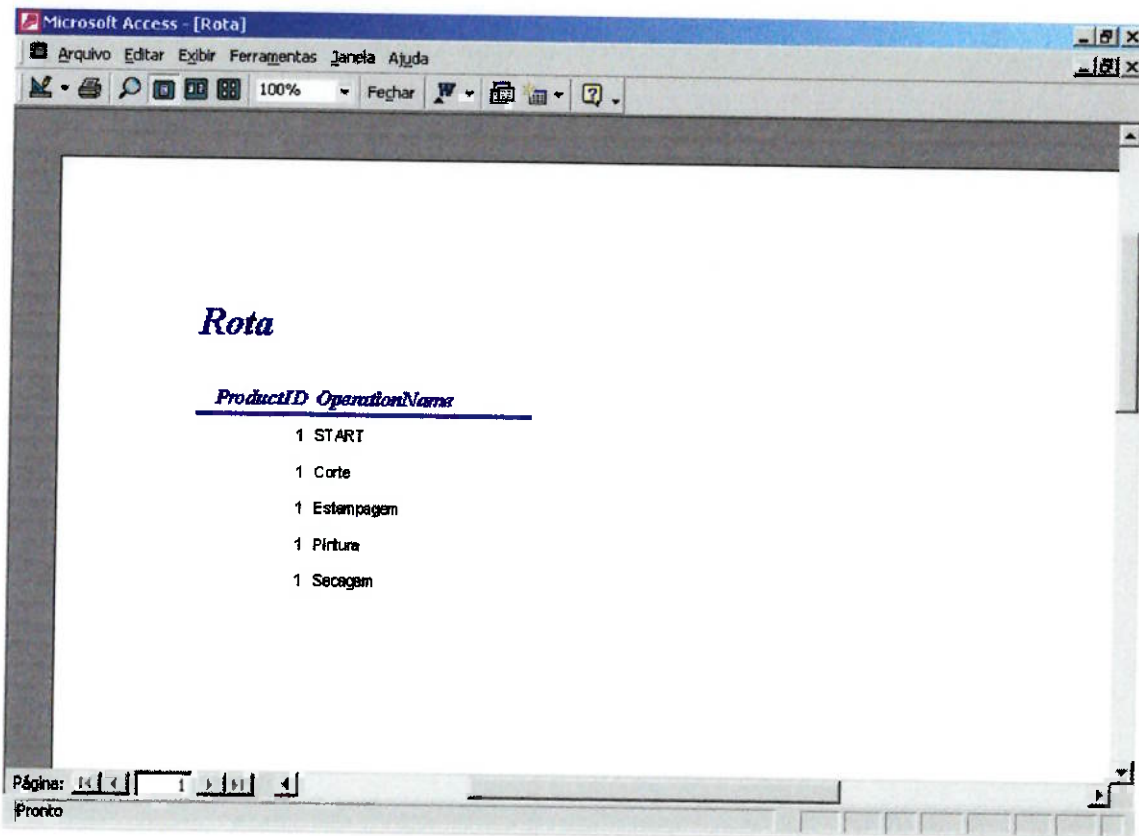 Microsoft Access - [Rota]
Arquivo Editar Exibir Ferramentas Janela Ajuda
100% Fechar
Rota
ProductID OperationName
1 START
1 Corte
1 Estampagem
1 Pintura
1 Secagem
Página: 1
Pronto